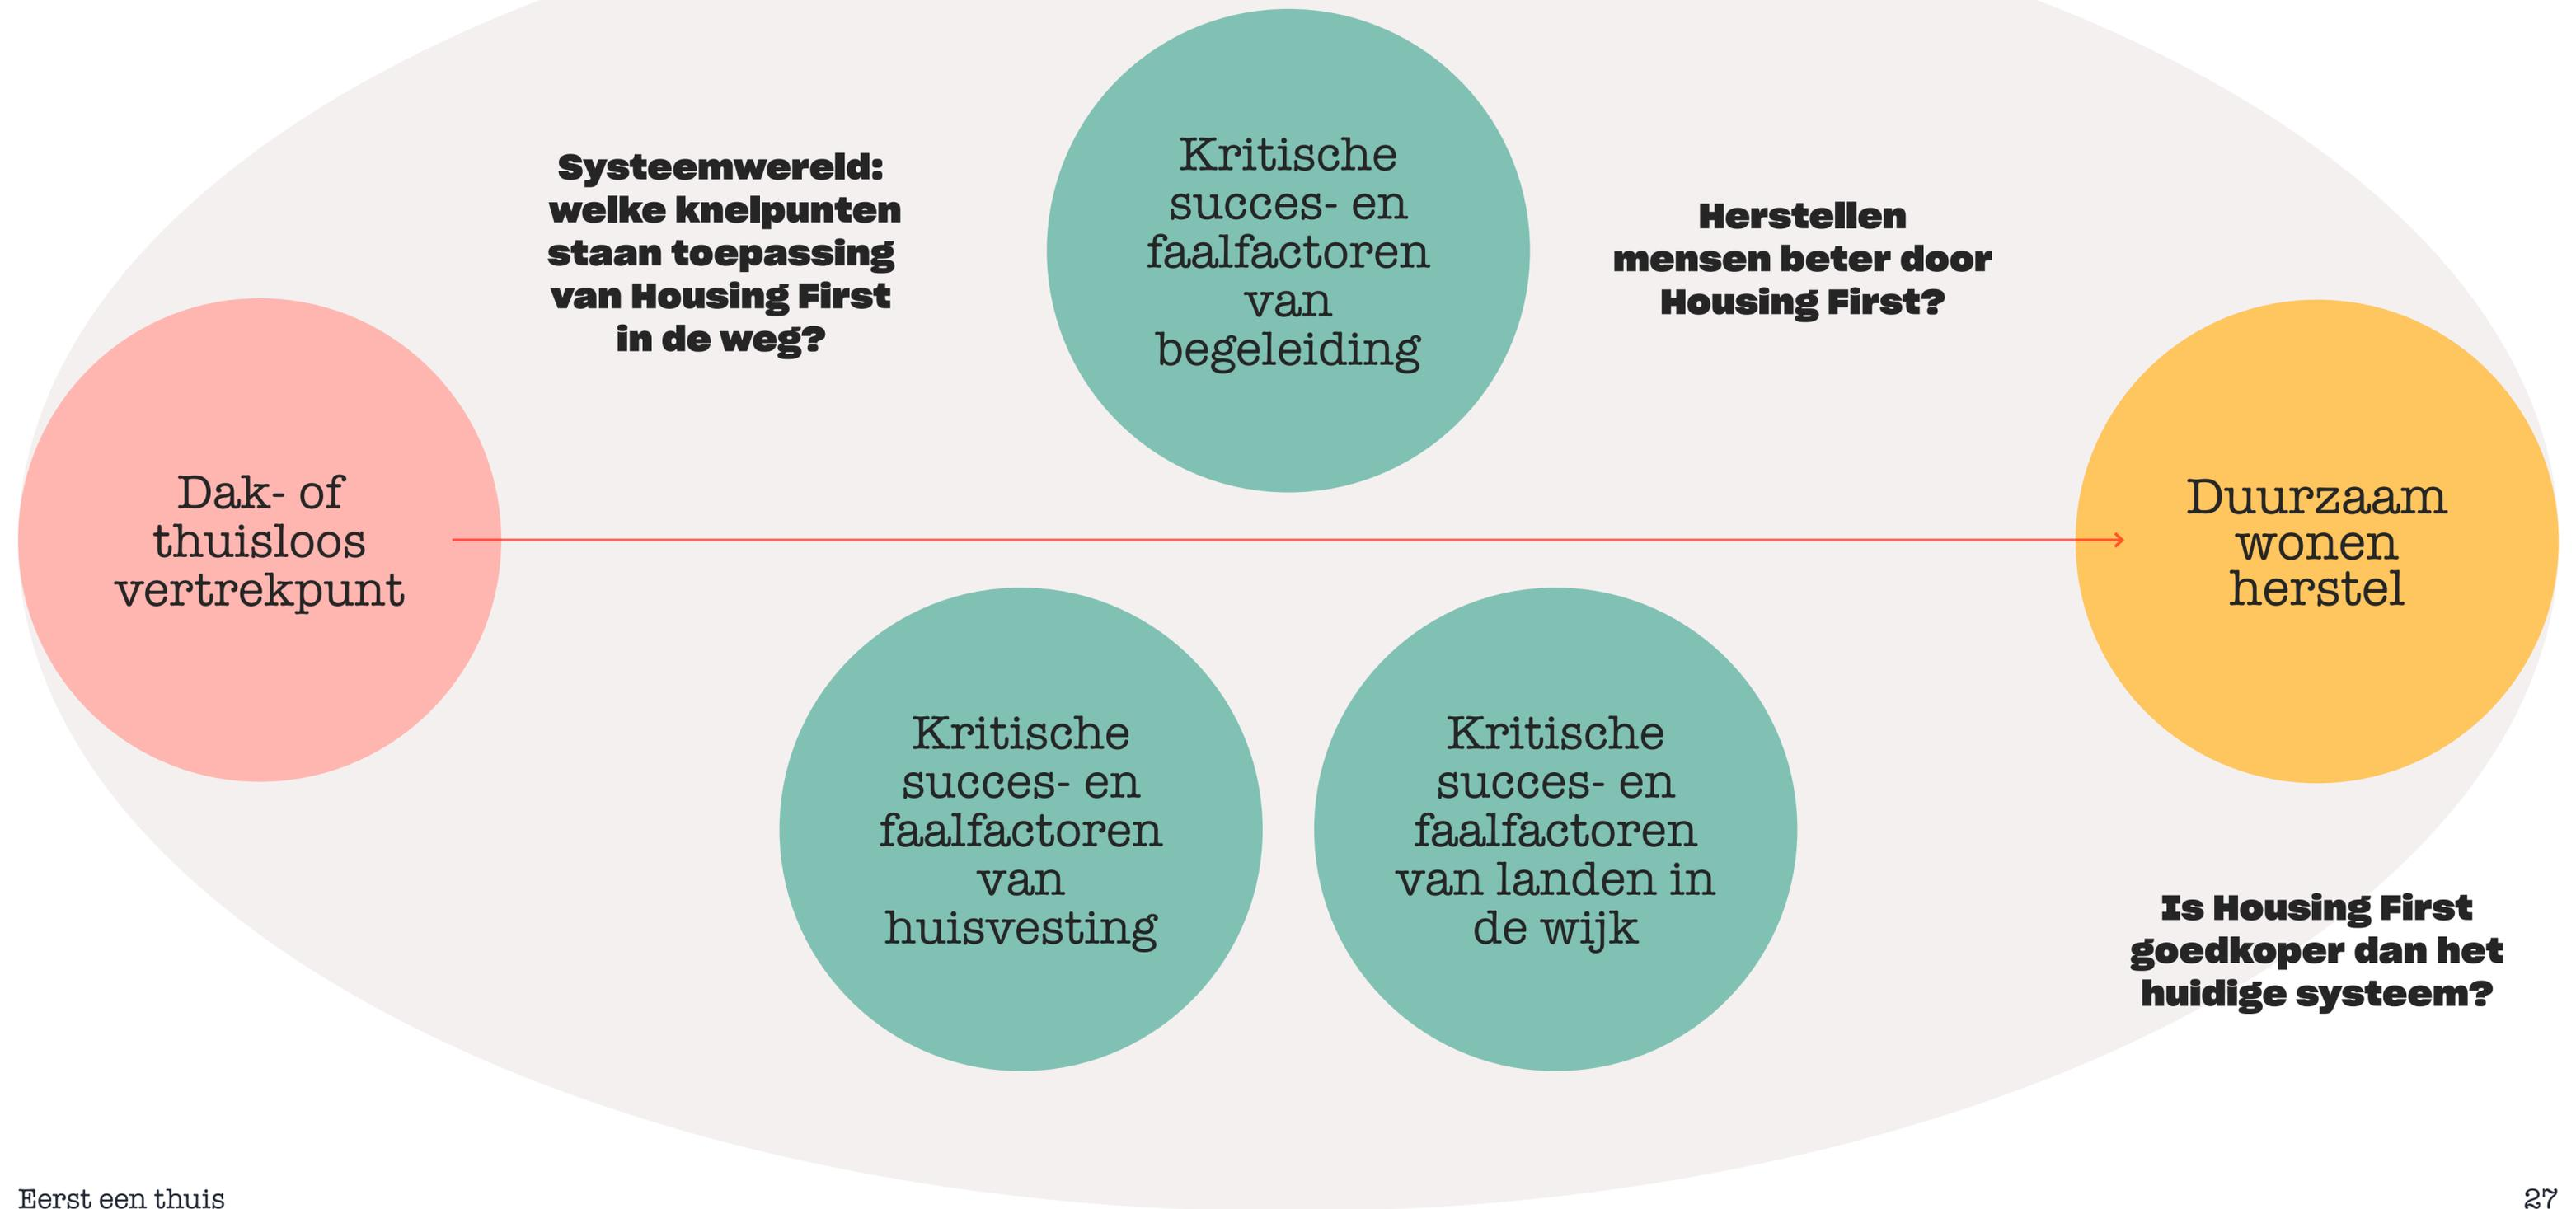 Systeemwereld:
welke knelpunten
staan toepassing
van Housing First
in de weg?
Kritische
succes- en
faalfactoren
van
begeleiding
Herstellen
mensen beter door
Housing First?
Dak- of
thuisloos
vertrekpunt
Duurzaam
wonen
herstel
Kritische
succes- en
faalfactoren
van
huisvesting
Kritische
succes- en
faalfactoren
van landen in
de wijk
Is Housing First
goedkoper dan het
huidige systeem?
Eerst een thuis
27